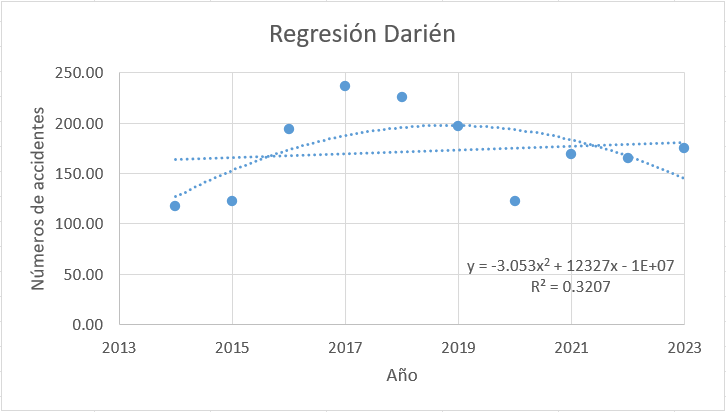 Regresión Darién
Números de accidentes
250.00
200.00
150.00
100.00
50.00
0.00
y = -3.053x² + 12327x - 1E+07
R² = 0.3207
2013 2015 2017 2019 2021 2023
Año